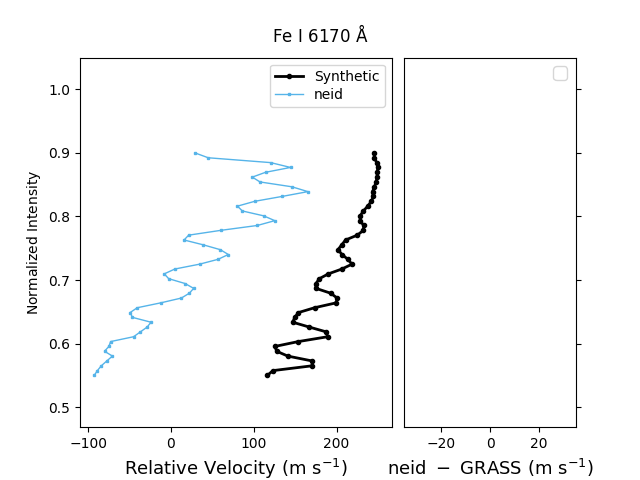 Fe I 6170 Å
Synthetic
neid
1.0
0.9
0.8
0.7
0.6
0.5
Normalized Intensity
−100 0 100 200
−20 0 20
Relative Velocity (m s⁻¹)
neid − GRASS (m s⁻¹)